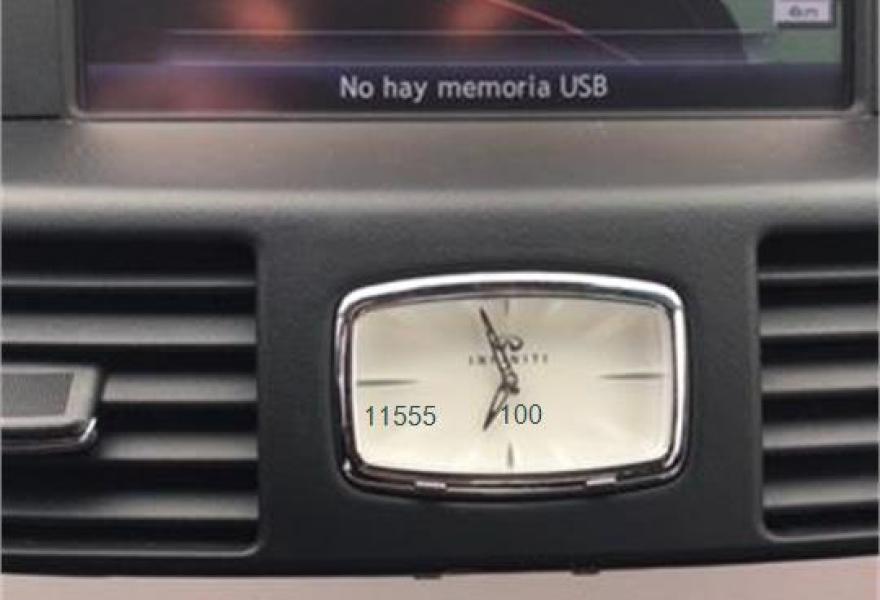 No hay memoria USB
INFINITI
11555 100